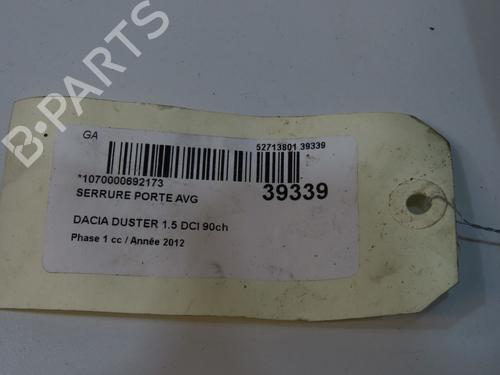 B-PARTS
GA
52713801 39339
*1070000692173
SERRURE PORTE AVG
39339
DACIA DUSTER 1.5 DCI 90ch
Phase 1 cc / Année 2012